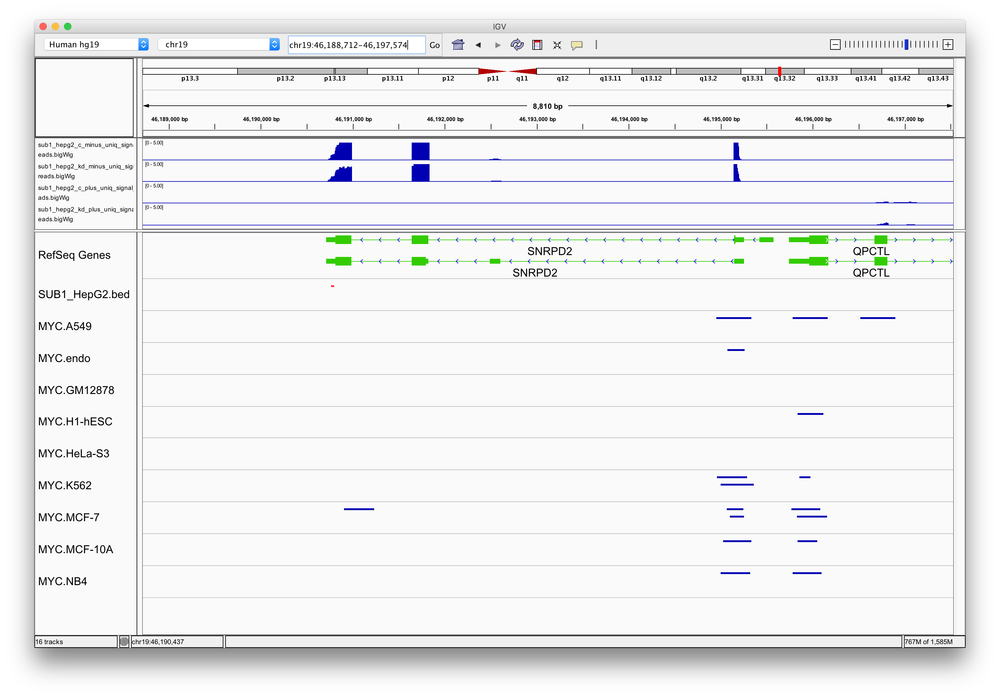 IGV
Human hg19 chr19 chr19:46,188,712-46,197,574 Go
p13.3 p13.2 p13.13 p13.11 p12 p11 q11 q12 q13.11 q13.12 q13.2 q13.31 q13.32 q13.33 q13.41 q13.42 q13.43
8,810 bp
46,189,000 bp 46,190,000 bp 46,191,000 bp 46,192,000 bp 46,193,000 bp 46,194,000 bp 46,195,000 bp 46,196,000 bp 46,197,000 bp
sub1_hepg2_c_minus_uniq_signa [0 - 5.00]
eads.bigWig
sub1_hepg2_kd_minus_uniq_sig [0 - 5.00]
reads.bigWig
sub1_hepg2_c_plus_uniq_signal_ [0 - 5.00]
ads.bigWig
sub1_hepg2_kd_plus_uniq_signa [0 - 5.00]
eads.bigWig
RefSeq Genes
SNRPD2 QPCTL
SNRPD2 QPCTL
SUB1_HepG2.bed
MYC.A549
MYC.endo
MYC.GM12878
MYC.H1-hESC
MYC.HeLa-S3
MYC.K562
MYC.MCF-7
MYC.MCF-10A
MYC.NB4
16 tracks chr19:46,190,437 767M of 1,585M